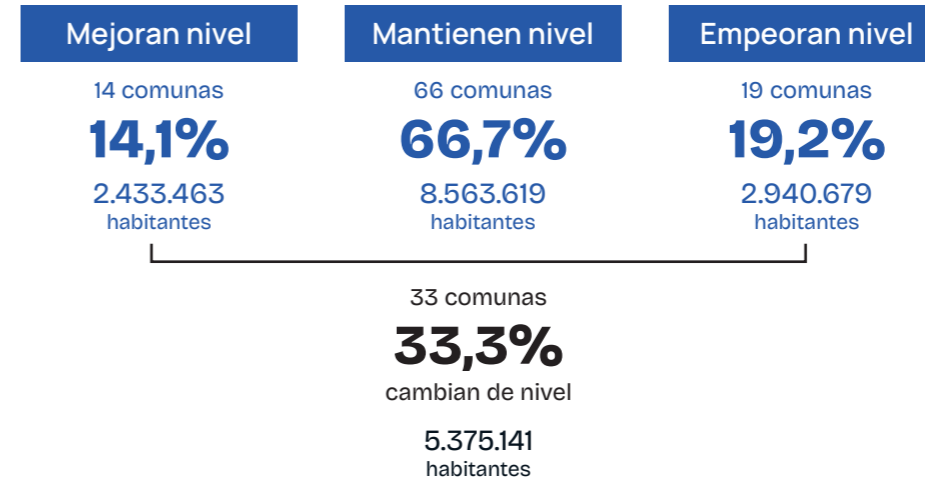 Mejoran nivel
14 comunas
14,1%
2.433.463
habitantes
Mantienen nivel
66 comunas
66,7%
8.563.619
habitantes
Empeoran nivel
19 comunas
19,2%
2.940.679
habitantes
33 comunas
33,3%
cambian de nivel
5.375.141
habitantes